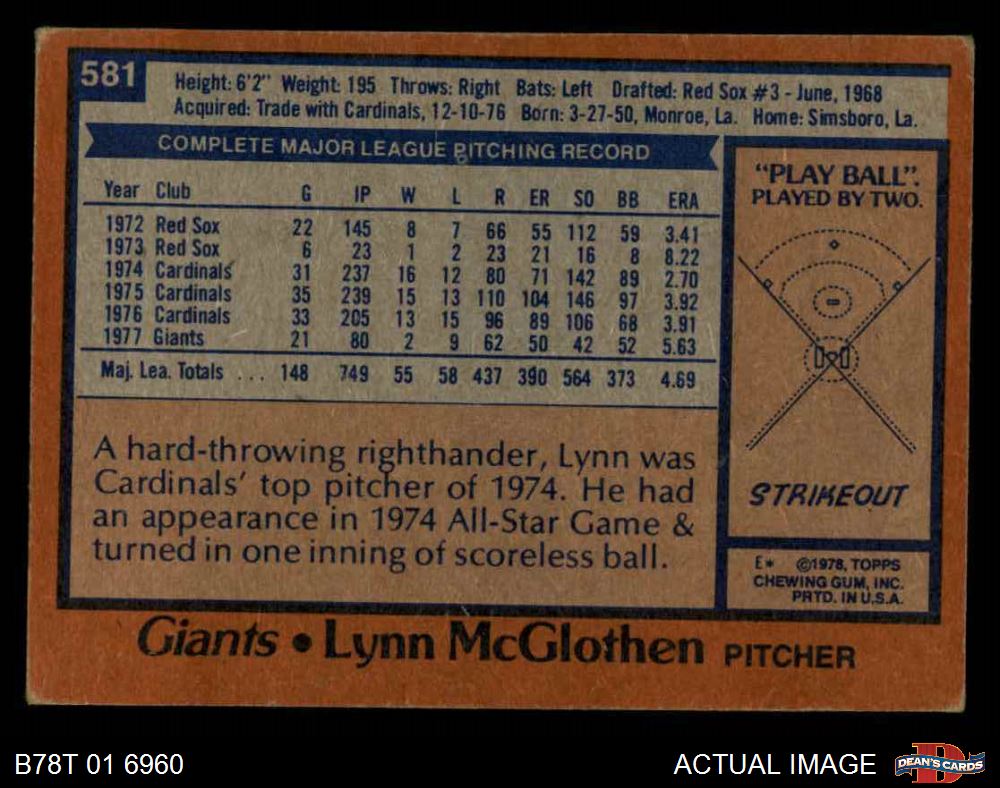 581
Height: 6'2" Weight: 195 Throws: Right Bats: Left Drafted: Red Sox #3 - June, 1968
Acquired: Trade with Cardinals, 12-10-76 Born: 3-27-50, Monroe, La. Home: Simsboro, La.
COMPLETE MAJOR LEAGUE PITCHING RECORD
Year Club G IP W L R ER SO BB ERA
1972 Red Sox 22 145 8 7 66 55 112 59 3.41
1973 Red Sox 6 23 1 2 23 21 16 8 8.22
1974 Cardinals 31 237 16 12 80 71 142 89 2.70
1975 Cardinals 35 239 15 13 110 104 146 97 3.92
1976 Cardinals 33 205 13 15 96 89 106 68 3.91
1977 Giants 21 80 2 9 62 50 42 52 5.63
Maj. Lea. Totals ... 148 749 55 58 437 390 564 373 4.69
A hard-throwing righthander, Lynn was
Cardinals' top pitcher of 1974. He had
an appearance in 1974 All-Star Game &
turned in one inning of scoreless ball.
"PLAY BALL".
PLAYED BY TWO.
STRIKEOUT
E* ©1978, TOPPS
CHEWING GUM, INC.
PRTD. IN U.S.A.
Giants • Lynn McGlothen PITCHER
B78T 01 6960
ACTUAL IMAGE
D
DEAN'S CARDS